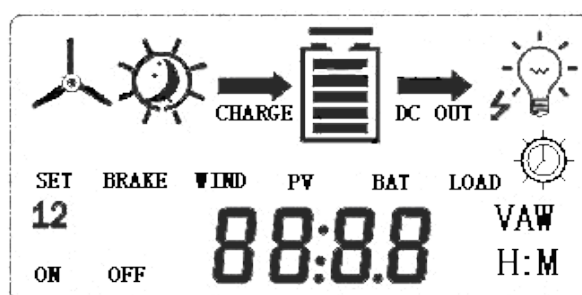 CHARGE DC OUT
SET BRAKE WIND PV BAT LOAD
12 88:8.8 VAW
ON OFF H:M